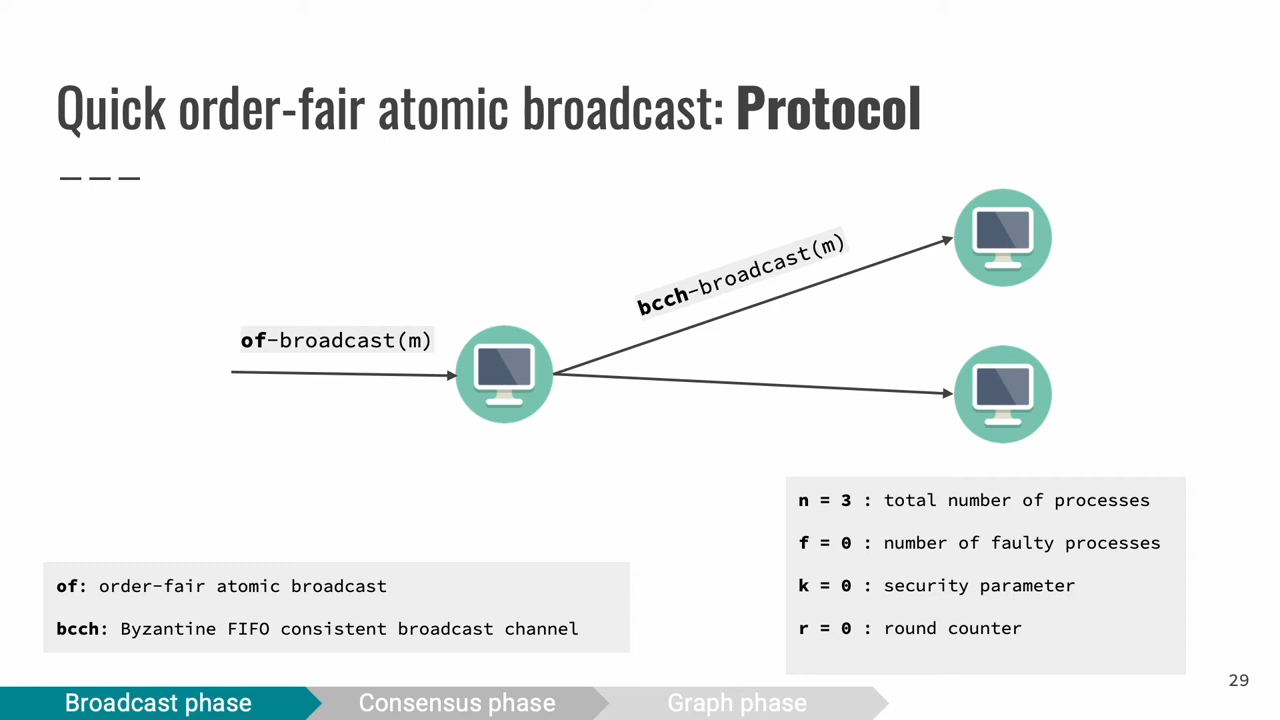 Quick order-fair atomic broadcast: Protocol
of-broadcast(m)
bcch-broadcast(m)
n = 3 : total number of processes
f = 0 : number of faulty processes
k = 0 : security parameter
r = 0 : round counter
of: order-fair atomic broadcast
bcch: Byzantine FIFO consistent broadcast channel
Broadcast phase
Consensus phase
Graph phase
29